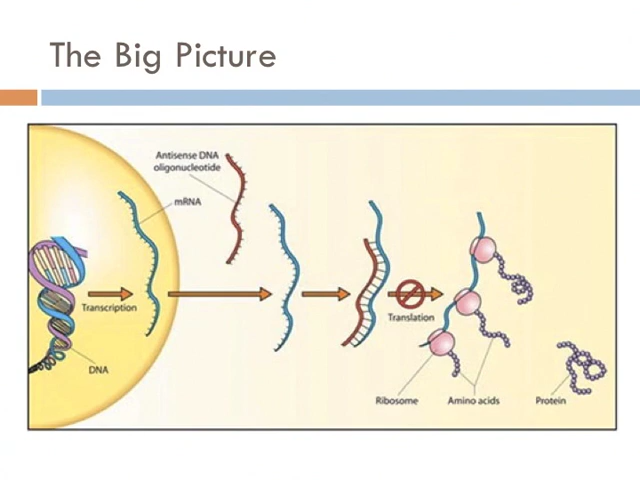 The Big Picture
Antisense DNA
oligonucleotide
mRNA
Transcription
Translation
DNA
Ribosome
Amino acids
Protein